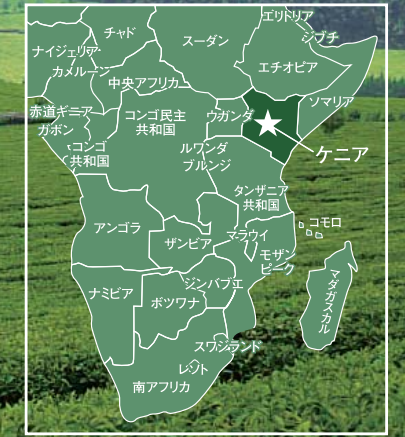 エリトリア
チャド
スーダン
ジブチ
ナイジェリア
カメルーン
エチオピア
中央アフリカ
ソマリア
赤道ギニア
ガボン
コンゴ民主
共和国
ウガンダ
コンゴ
共和国
ルワンダ
ブルンジ
ケニア
タンザニア
共和国
アンゴラ
コモロ
ザンビア
マラウイ
モザン
ビーク
マダガスカル
ナミビア
ジンバブエ
ボツワナ
スワジランド
レソト
南アフリカ